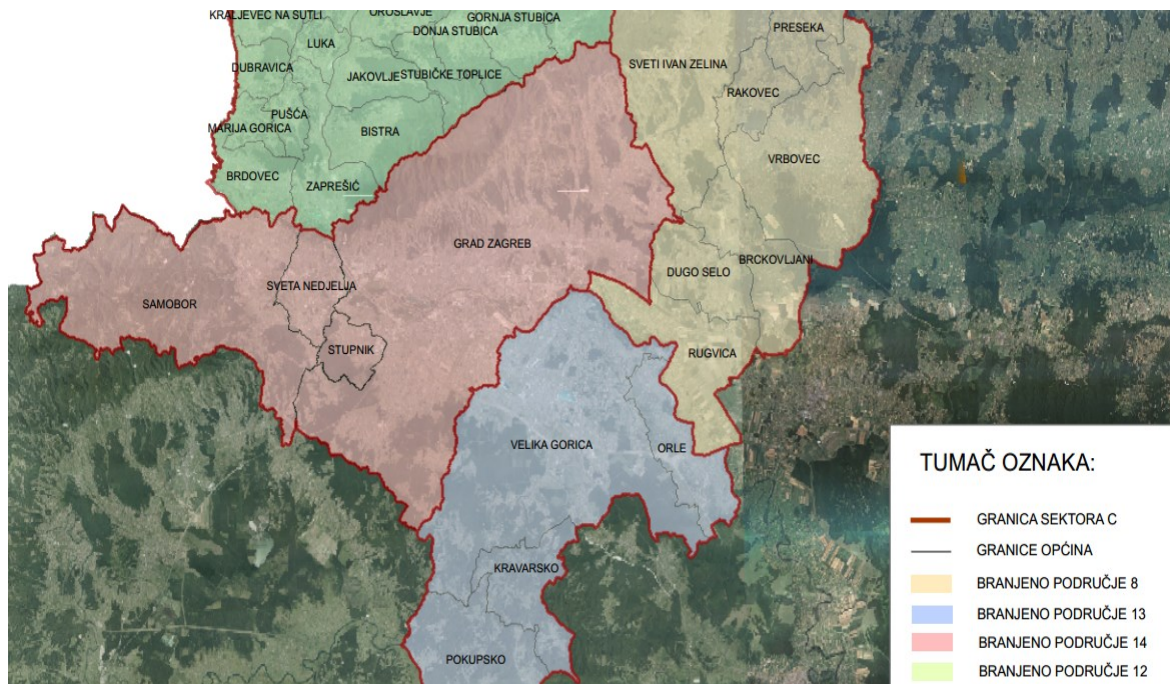 KRALJEVEC NA SUTLI
OROSLAVJE
GORNJA STUBICA
DONJA STUBICA
PRESEKA
LUKA
DUBRAVICA
JAKOVLJE
STUBIČKE TOPLICE
SVETI IVAN ZELINA
RAKOVEC
PUŠĆA
MARIJA GORICA
BISTRA
VRBOVEC
BRDOVEC
ZAPREŠIĆ
GRAD ZAGREB
BRCKOVLJANI
DUGO SELO
SVETA NEDJELJA
SAMOBOR
STUPNIK
RUGVICA
VELIKA GORICA
ORLE
KRAVARSKO
POKUPSKO
TUMAČ OZNAKA:
GRANICA SEKTORA C
GRANICE OPĆINA
BRANJENO PODRUČJE 8
BRANJENO PODRUČJE 13
BRANJENO PODRUČJE 14
BRANJENO PODRUČJE 12